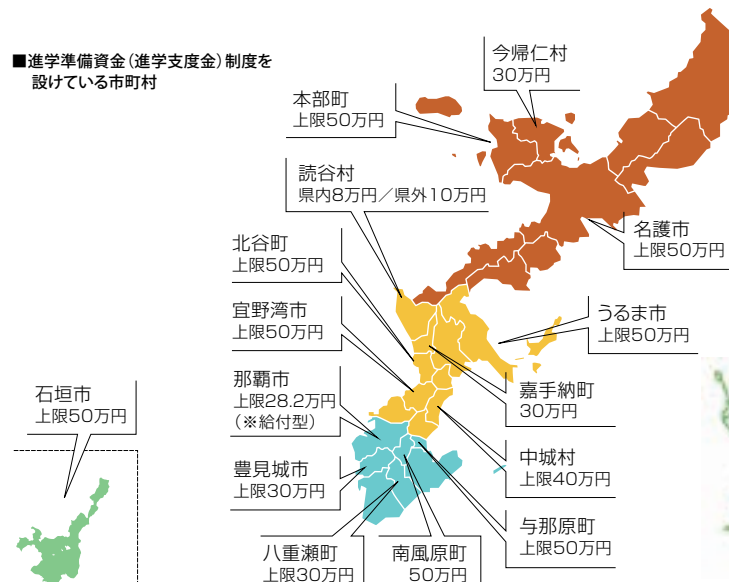 ■進学準備資金（進学支度金）制度を
設けている市町村
今帰仁村
30万円
本部町
上限50万円
読谷村
県内8万円／県外10万円
名護市
上限50万円
北谷町
上限50万円
宜野湾市
上限50万円
うるま市
上限50万円
那覇市
上限28.2万円
（※給付型）
嘉手納町
30万円
石垣市
上限50万円
豊見城市
上限30万円
中城村
上限40万円
八重瀬町
上限30万円
南風原町
50万円
与那原町
上限50万円